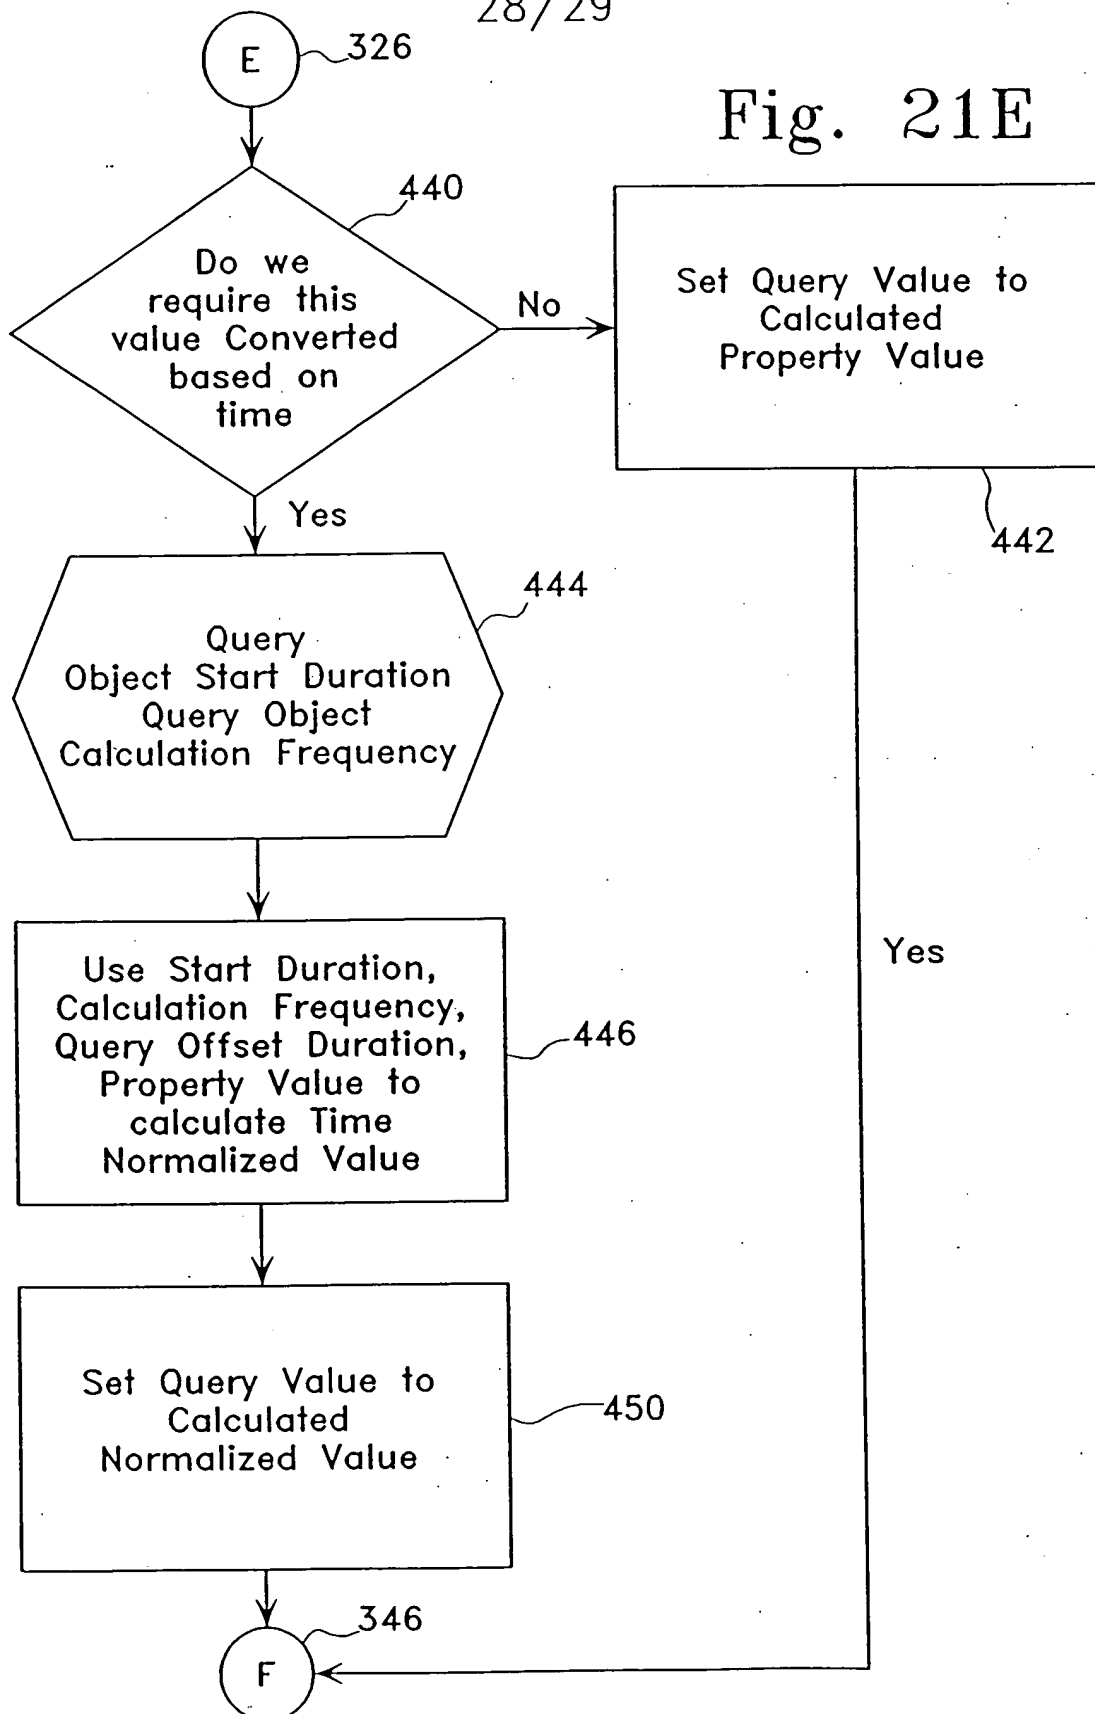 28/29
E
326
Fig. 21E
440
Do we
require this
value Converted
based on
time
No
Set Query Value to
Calculated
Property Value
442
Yes
444
Query
Object Start Duration
Query Object
Calculation Frequency
Use Start Duration,
Calculation Frequency,
Query Offset Duration,
Property Value to
calculate Time
Normalized Value
446
Yes
Set Query Value to
Calculated
Normalized Value
450
346
F